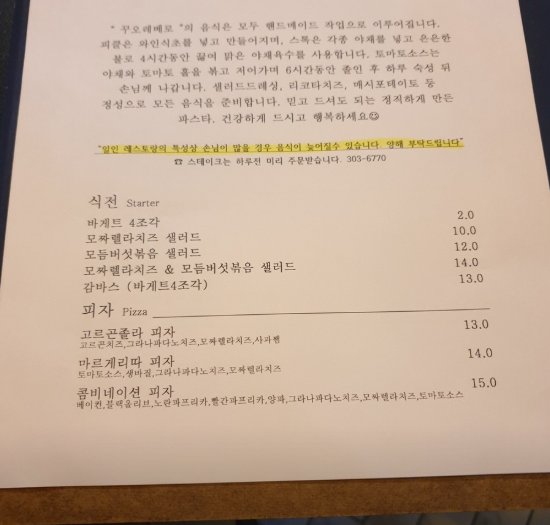 " 꾸오레베로 "의 음식은 모두 핸드메이드 작업으로 이루어집니다.
피클은 와인식초를 넣고 만들어지며, 스톡은 각종 야채를 넣고 은은한
불로 4시간동안 끓여 맑은 야채육수를 사용합니다. 토마토소스는
야채와 토마토 홀을 볶고 저어가며 6시간동안 졸인 후 하루 숙성 뒤
손님께 나갑니다. 샐러드드레싱, 리코타치즈, 매시포테이토 등
정성으로 모든 음식을 준비합니다. 믿고 드셔도 되는 정직하게 만든
파스타. 건강하게 드시고 행복하세요😊
"일인 레스토랑의 특성상 손님이 많을 경우 음식이 늦어질수 있습니다. 양해 부탁드립니다"
☎ 스테이크는 하루전 미리 주문받습니다. 303-6770
식전 Starter
바게트 4조각 2.0
모짜렐라치즈 샐러드 10.0
모듬버섯볶음 샐러드 12.0
모짜렐라치즈 & 모듬버섯볶음 샐러드 14.0
감바스 (바게트4조각) 13.0
피자 Pizza
고르곤졸라 피자 13.0
고르곤치즈,그라나파다노치즈,모짜렐라치즈,사과쨈
마르게리따 피자 14.0
토마토소스,생바질,그라나파다노치즈,모짜렐라치즈
콤비네이션 피자 15.0
베이컨,블랙올리브,노란파프리카,빨간파프리카,양파,그라나파다노치즈,모짜렐라치즈,토마토소스